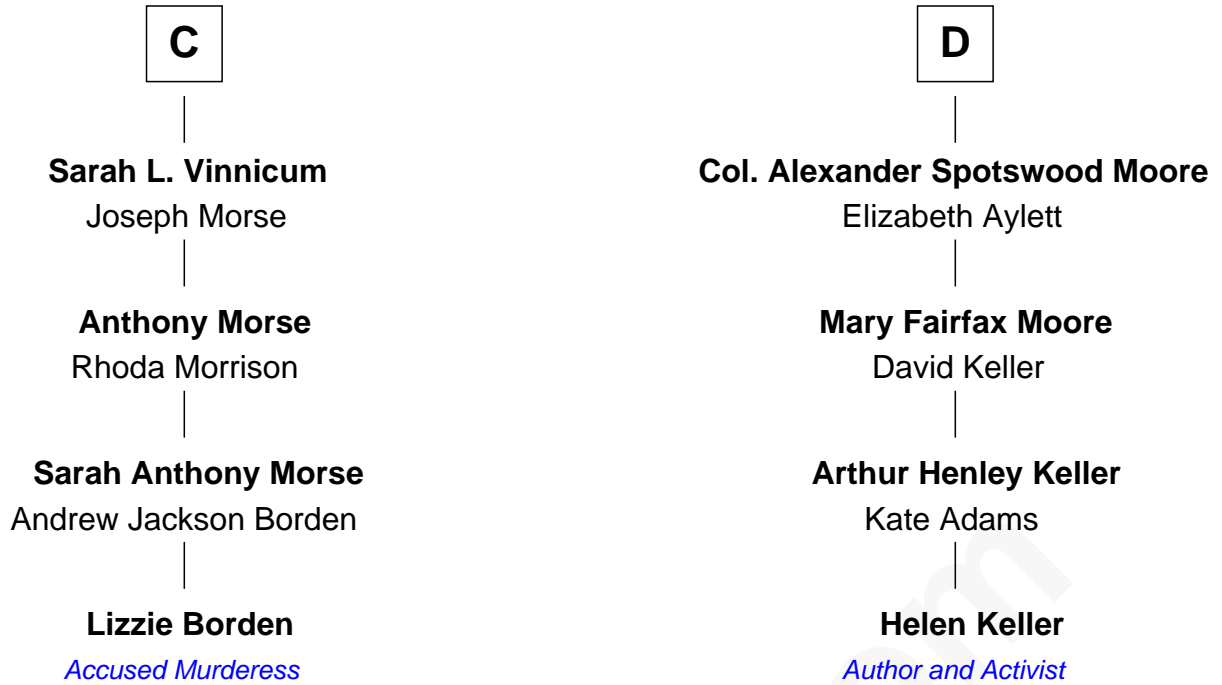 C
Sarah L. Vinnicum
Joseph Morse
Anthony Morse
Rhoda Morrison
Sarah Anthony Morse
Andrew Jackson Borden
Lizzie Borden
Accused Murderess
D
Col. Alexander Spotswood Moore
Elizabeth Aylett
Mary Fairfax Moore
David Keller
Arthur Henley Keller
Kate Adams
Helen Keller
Author and Activist